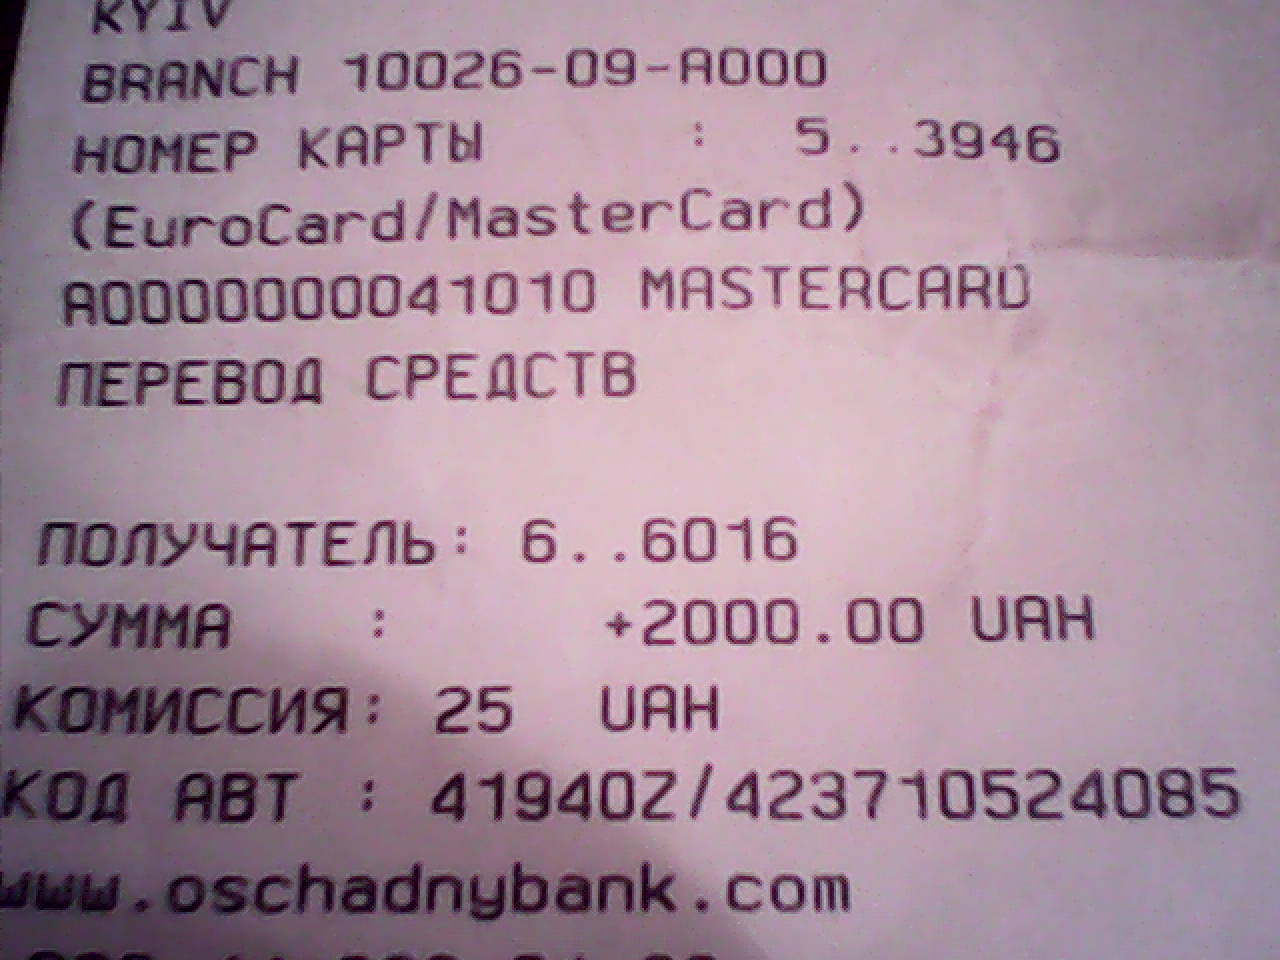 KYIV
BRANCH 10026-09-A000
НОМЕР КАРТЫ : 5..3946
(EuroCard/MasterCard)
A0000000041010 MASTERCARD
ПЕРЕВОД СРЕДСТВ
ПОЛУЧАТЕЛЬ: 6..6016
СУММА : +2000.00 UAH
КОМИССИЯ: 25 UAH
КОД АВТ : 41940Z/423710524085
www.oschadnybank.com